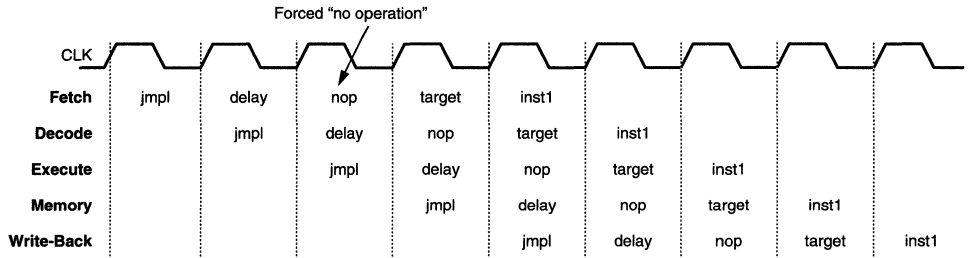 Forced “no operation”
CLK
Fetch jmpl delay nop target inst1
Decode jmpl delay nop target inst1
Execute jmpl delay nop target inst1
Memory jmpl delay nop target inst1
Write-Back jmpl delay nop target inst1